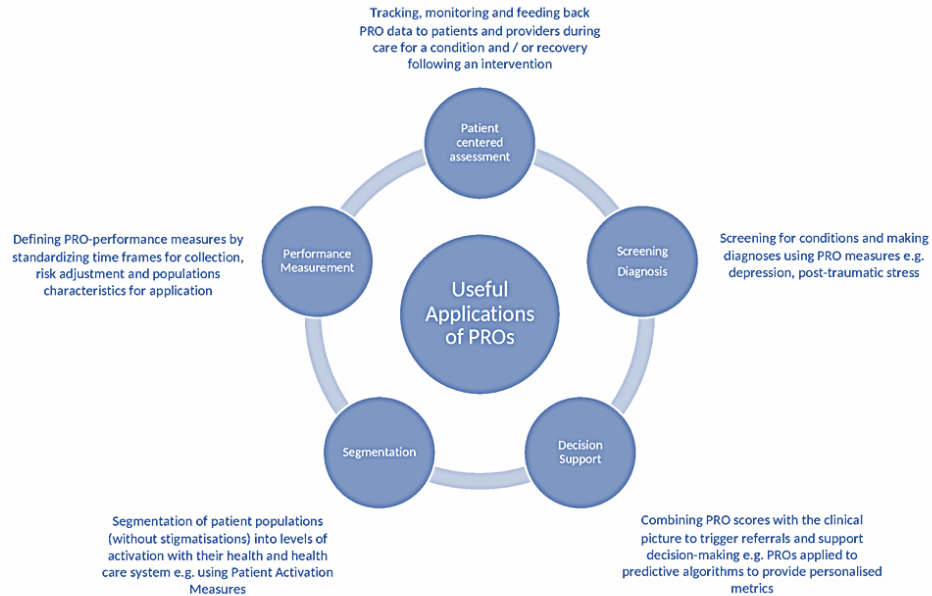 Tracking, monitoring and feeding back
PRO data to patients and providers during
care for a condition and / or recovery
following an intervention
Patient
centered
assessment
Screening
Diagnosis
Screening for conditions and making
diagnoses using PRO measures e.g.
depression, post-traumatic stress
Decision
Support
Combining PRO scores with the clinical
picture to trigger referrals and support
decision-making e.g. PROs applied to
predictive algorithms to provide personalised
metrics
Segmentation
Segmentation of patient populations
(without stigmatisations) into levels of
activation with their health and health
care system e.g. using Patient Activation
Measures
Performance
Measurement
Defining PRO-performance measures by
standardizing time frames for collection,
risk adjustment and populations
characteristics for application
Useful
Applications
of PROs